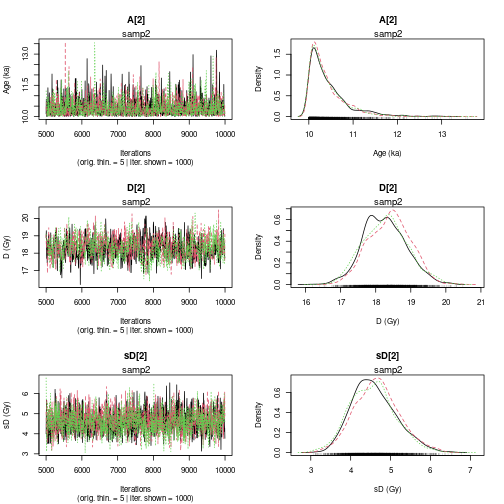 A[2]
samp2
Age (ka)
13.0
11.5
10.0
5000 6000 7000 8000 9000 10000
Iterations
(orig. thin. = 5 | iter. shown = 1000)
A[2]
samp2
Density
1.5
1.0
0.5
0.0
10 11 12 13
Age (ka)
D[2]
samp2
D (Gy)
20
19
18
17
5000 6000 7000 8000 9000 10000
Iterations
(orig. thin. = 5 | iter. shown = 1000)
D[2]
samp2
Density
0.6
0.4
0.2
0.0
16 17 18 19 20 21
D (Gy)
sD[2]
samp2
sD (Gy)
6
5
4
3
5000 6000 7000 8000 9000 10000
Iterations
(orig. thin. = 5 | iter. shown = 1000)
sD[2]
samp2
Density
0.6
0.4
0.2
0.0
3 4 5 6 7
sD (Gy)